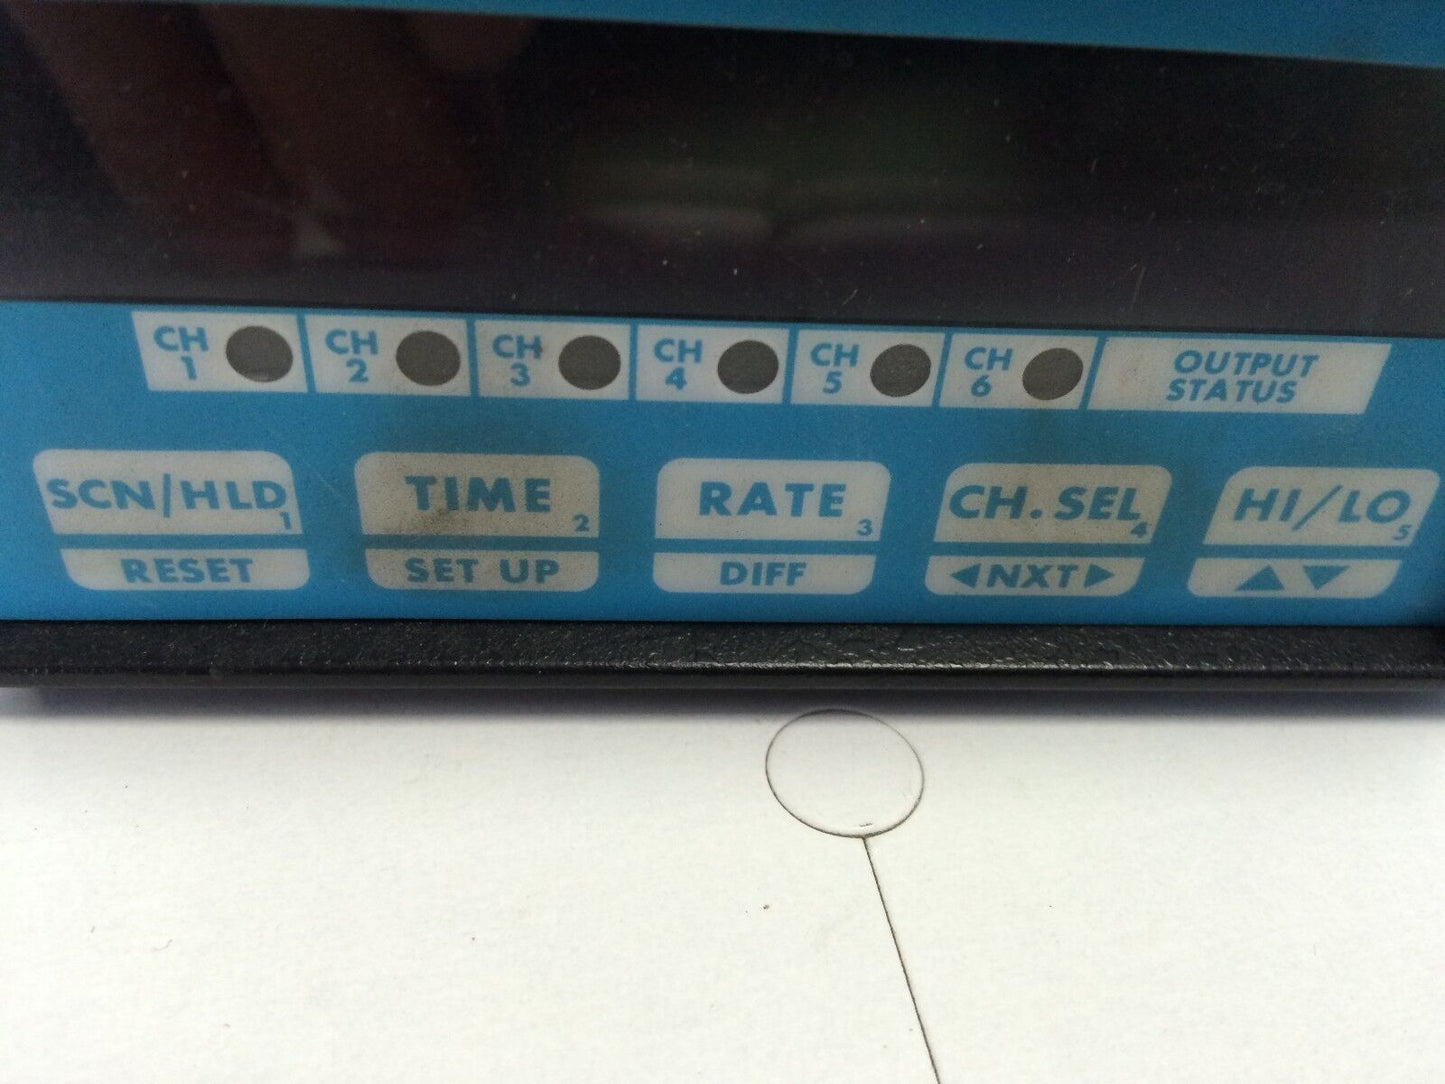 CH 1
CH 2
CH 3
CH 4
CH 5
CH 6
OUTPUT
STATUS
SCN/HLD 1
TIME 2
RATE 3
CH. SEL 4
HI/LO 5
RESET
SET UP
DIFF
◄NXT►
▲▼